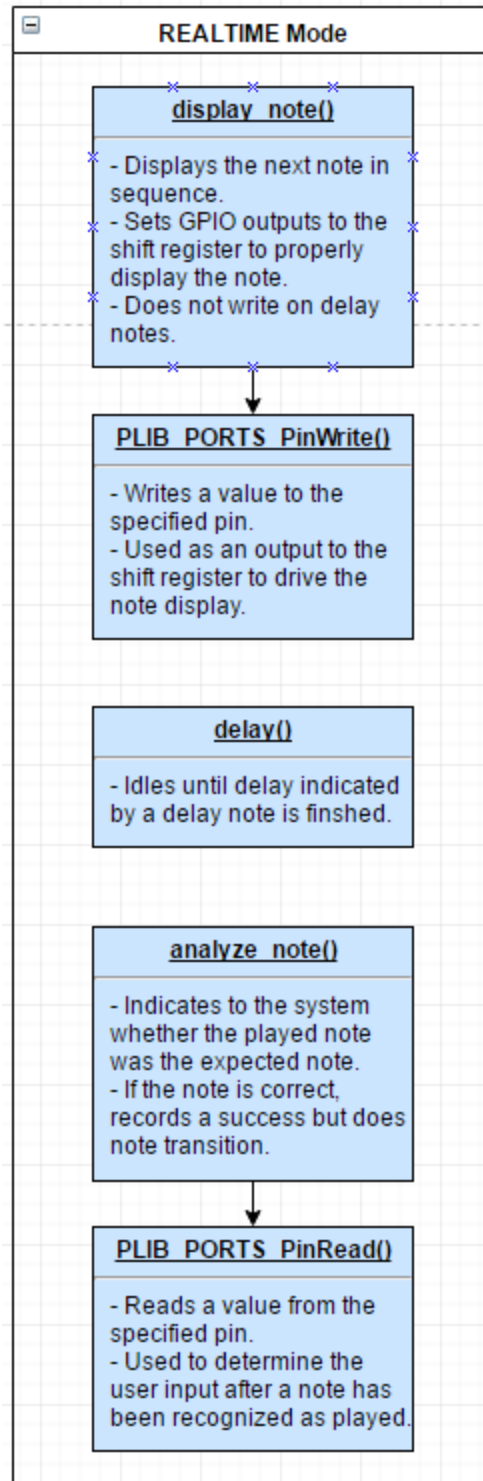 REALTIME Mode
display_note()
- Displays the next note in
sequence.
- Sets GPIO outputs to the
shift register to properly
display the note.
- Does not write on delay
notes.
PLIB_PORTS_PinWrite()
- Writes a value to the
specified pin.
- Used as an output to the
shift register to drive the
note display.
delay()
- Idles until delay indicated
by a delay note is finshed.
analyze_note()
- Indicates to the system
whether the played note
was the expected note.
- If the note is correct,
records a success but does
note transition.
PLIB_PORTS_PinRead()
- Reads a value from the
specified pin.
- Used to determine the
user input after a note has
been recognized as played.